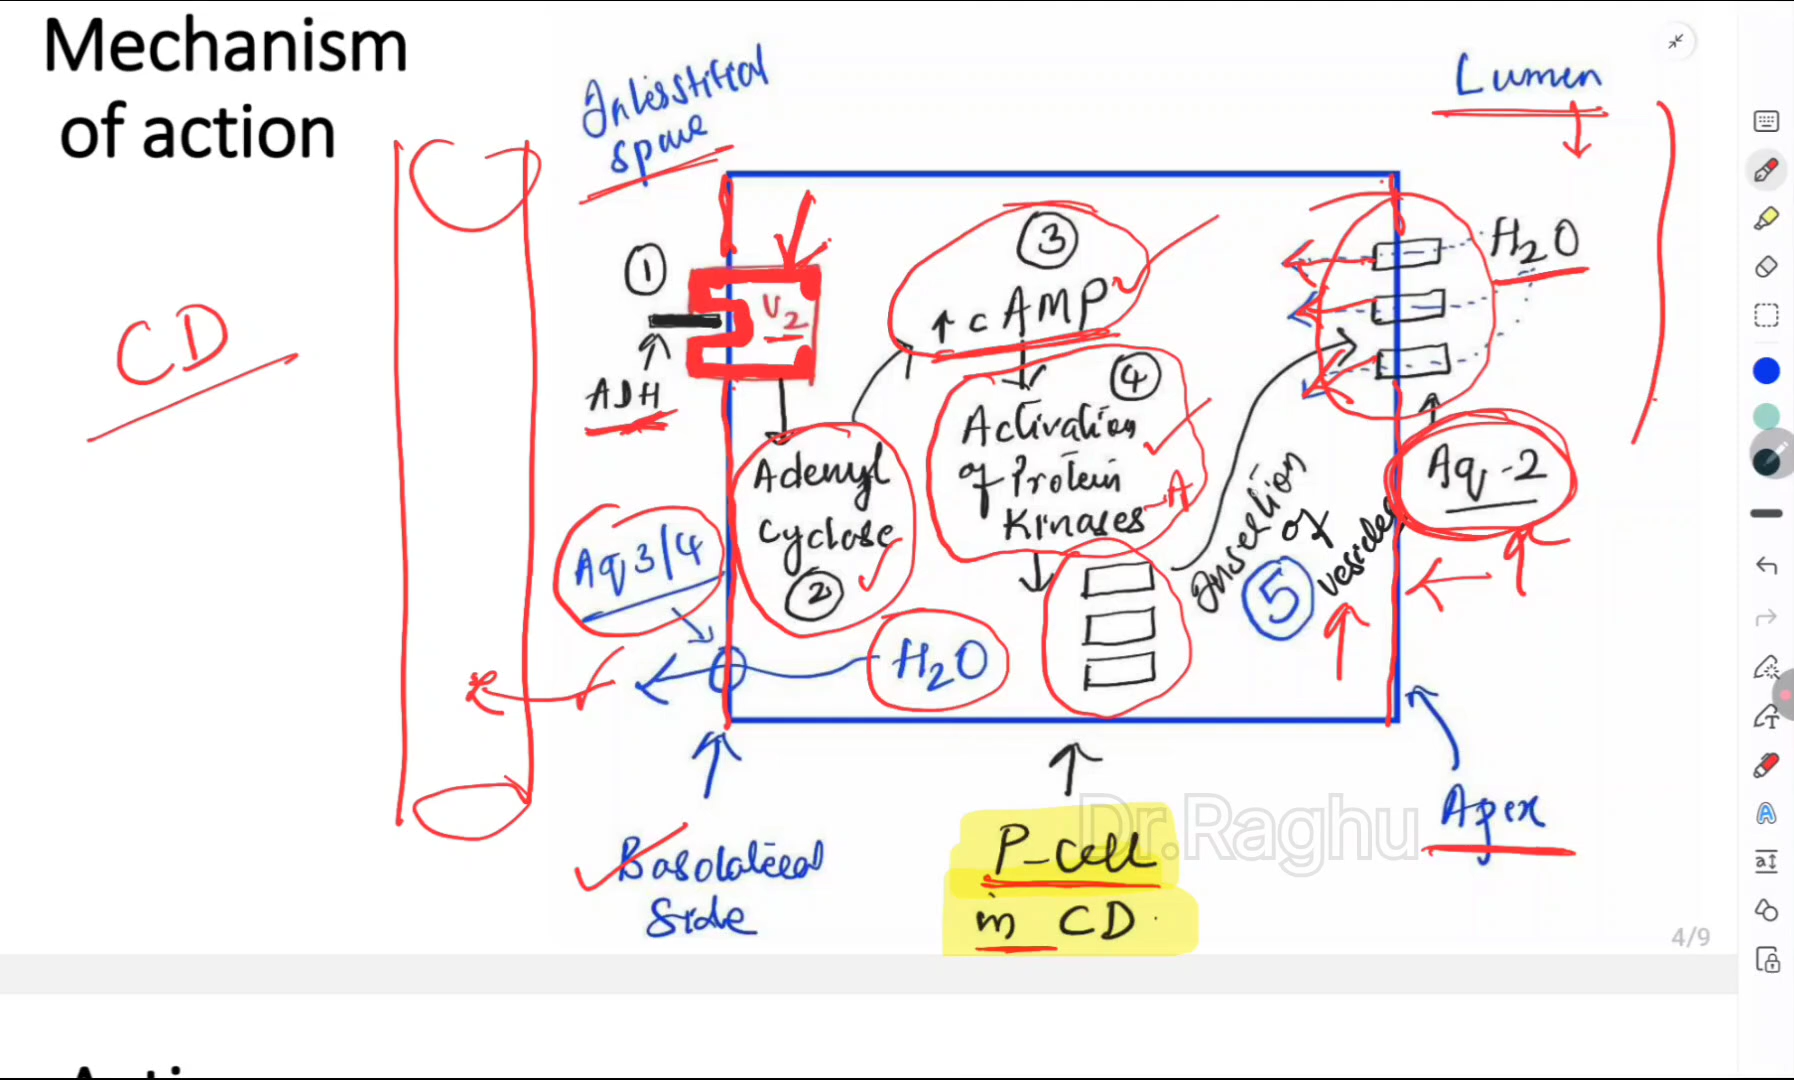 Mechanism
of action
Interstitial
space
Lumen
1
V2
ADH
3
↑ cAMP
H2O
4
Activation
of Protein
Kinases - A
Adenyl
Cyclase
2
Aq 3/4
H2O
Insertion
of
vesicles
5
Aq-2
CD
Basolateral
Side
P-cell
in CD
Apex
Dr.Raghu
4/9